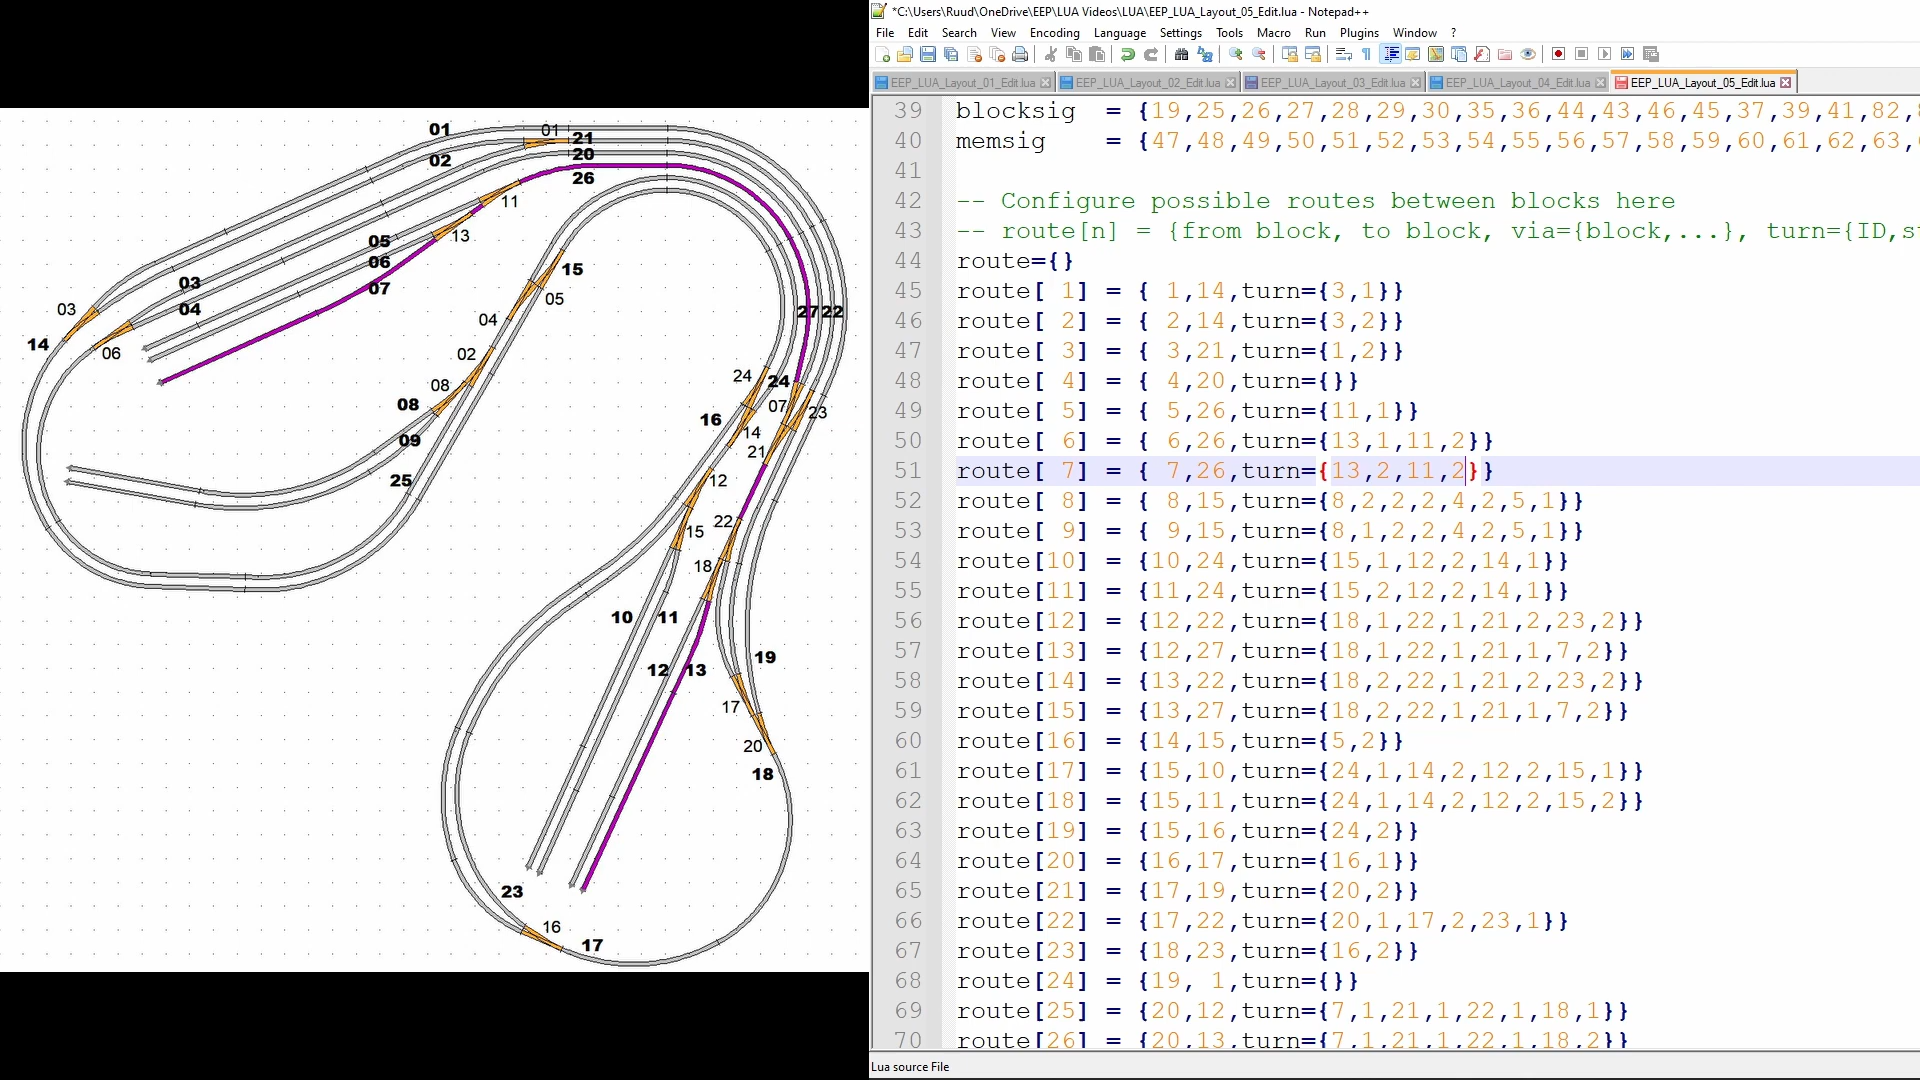 *C:\Users\Ruud\OneDrive\EEP\LUA Videos\LUA\EEP_LUA_Layout_05_Edit.lua - Notepad++
File Edit Search View Encoding Language Settings Tools Macro Run Plugins Window ?
EEP_LUA_Layout_01_Edit.lua EEP_LUA_Layout_02_Edit.lua EEP_LUA_Layout_03_Edit.lua EEP_LUA_Layout_04_Edit.lua EEP_LUA_Layout_05_Edit.lua
39 blocksig = {19,25,26,27,28,29,30,35,36,44,43,46,45,37,39,41,82,
40 memsig = {47,48,49,50,51,52,53,54,55,56,57,58,59,60,61,62,63,
41
42 -- Configure possible routes between blocks here
43 -- route[n] = {from block, to block, via={block,...}, turn={ID,s
44 route={}
45 route[ 1] = { 1,14,turn={3,1}}
46 route[ 2] = { 2,14,turn={3,2}}
47 route[ 3] = { 3,21,turn={1,2}}
48 route[ 4] = { 4,20,turn={}}
49 route[ 5] = { 5,26,turn={11,1}}
50 route[ 6] = { 6,26,turn={13,1,11,2}}
51 route[ 7] = { 7,26,turn={13,2,11,2}}
52 route[ 8] = { 8,15,turn={8,2,2,2,4,2,5,1}}
53 route[ 9] = { 9,15,turn={8,1,2,2,4,2,5,1}}
54 route[10] = {10,24,turn={15,1,12,2,14,1}}
55 route[11] = {11,24,turn={15,2,12,2,14,1}}
56 route[12] = {12,22,turn={18,1,22,1,21,2,23,2}}
57 route[13] = {12,27,turn={18,1,22,1,21,1,7,2}}
58 route[14] = {13,22,turn={18,2,22,1,21,2,23,2}}
59 route[15] = {13,27,turn={18,2,22,1,21,1,7,2}}
60 route[16] = {14,15,turn={5,2}}
61 route[17] = {15,10,turn={24,1,14,2,12,2,15,1}}
62 route[18] = {15,11,turn={24,1,14,2,12,2,15,2}}
63 route[19] = {15,16,turn={24,2}}
64 route[20] = {16,17,turn={16,1}}
65 route[21] = {17,19,turn={20,2}}
66 route[22] = {17,22,turn={20,1,17,2,23,1}}
67 route[23] = {18,23,turn={16,2}}
68 route[24] = {19, 1,turn={}}
69 route[25] = {20,12,turn={7,1,21,1,22,1,18,1}}
70 route[26] = {20,13,turn={7,1,21,1,22,1,18,2}}
Lua source File
01
01
21
02
20
26
11
13
05
06
07
03
04
03
14
06
15
05
04
02
08
08
09
25
27
22
24
24
07
23
16
14
21
12
22
15
18
10
11
12
13
19
17
20
18
23
16
17